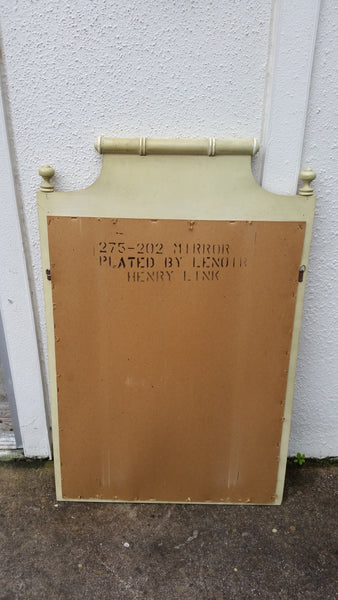 275-202 MIRROR
PLATED BY LENOIR
HENRY LINK